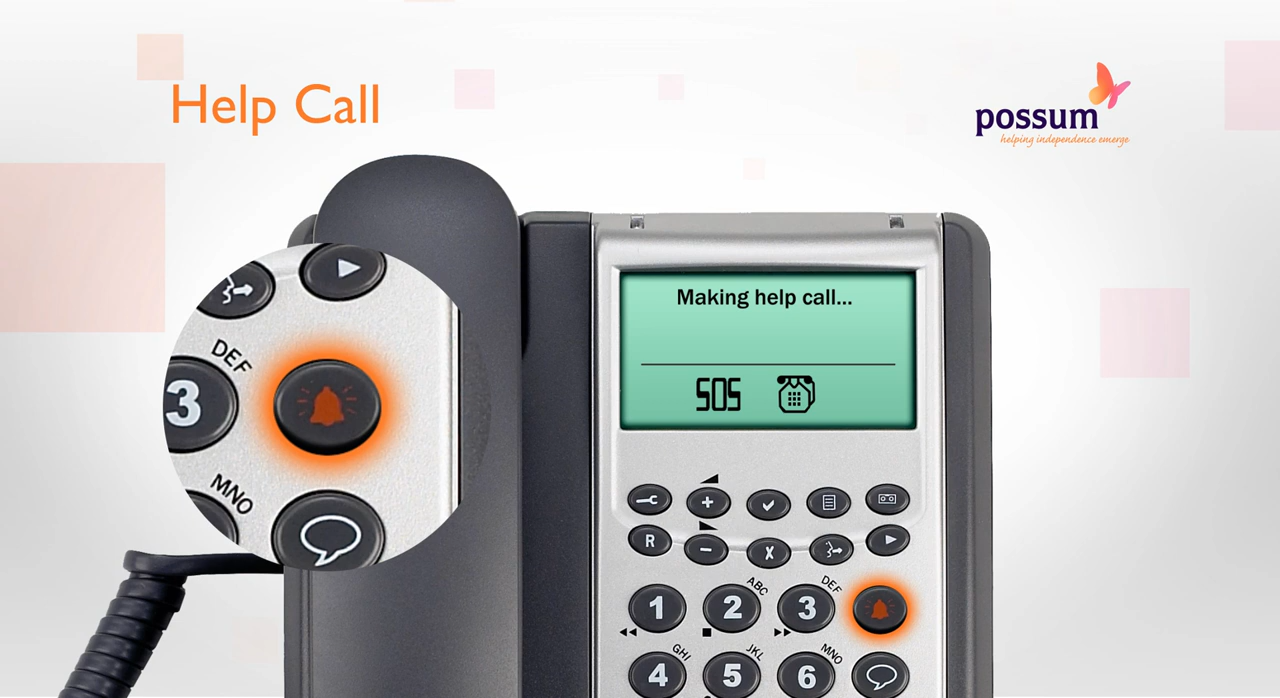 Help Call
possum
helping independence emerge
Making help call...
SOS
DEF
3
MNO
R
ABC
DEF
1
2
3
GHI
JKL
MNO
4
5
6